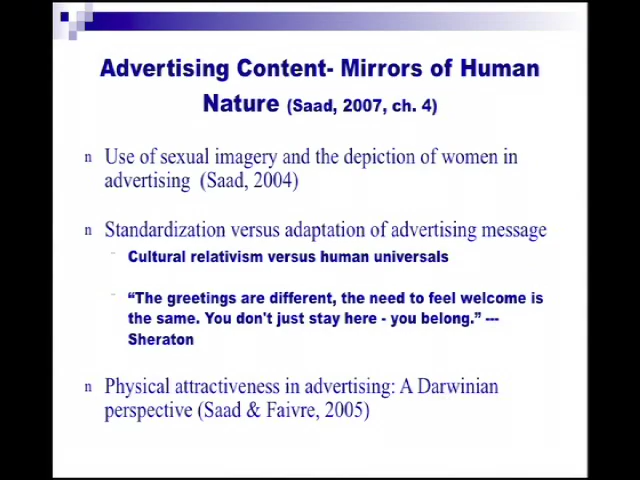 Advertising Content- Mirrors of Human
Nature (Saad, 2007, ch. 4)
n Use of sexual imagery and the depiction of women in
advertising (Saad, 2004)
n Standardization versus adaptation of advertising message
- Cultural relativism versus human universals
- “The greetings are different, the need to feel welcome is
the same. You don't just stay here - you belong.” ---
Sheraton
n Physical attractiveness in advertising: A Darwinian
perspective (Saad & Faivre, 2005)